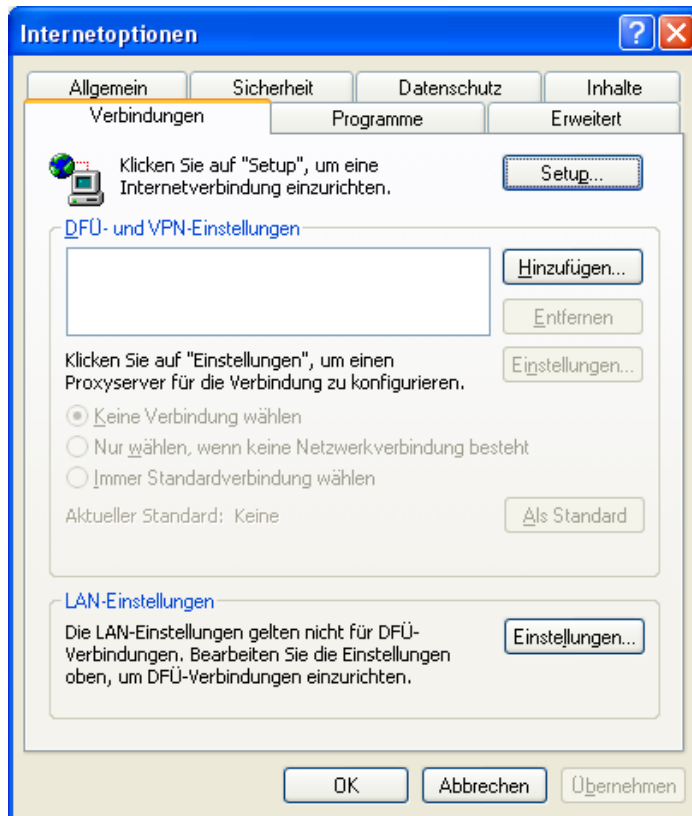 Internetoptionen
Allgemein Sicherheit Datenschutz Inhalte
Verbindungen Programme Erweitert
Klicken Sie auf "Setup", um eine
Internetverbindung einzurichten.
Setup...
DFÜ- und VPN-Einstellungen
Hinzufügen...
Entfernen
Klicken Sie auf "Einstellungen", um einen
Proxyserver für die Verbindung zu konfigurieren.
Einstellungen...
Keine Verbindung wählen
Nur wählen, wenn keine Netzwerkverbindung besteht
Immer Standardverbindung wählen
Aktueller Standard: Keine
Als Standard
LAN-Einstellungen
Die LAN-Einstellungen gelten nicht für DFÜ-
Verbindungen. Bearbeiten Sie die Einstellungen
oben, um DFÜ-Verbindungen einzurichten.
Einstellungen...
OK Abbrechen Übernehmen